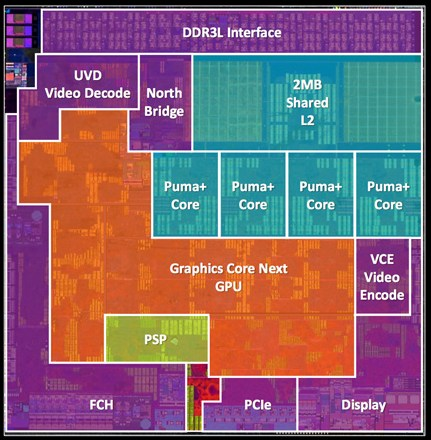 DDR3L Interface
UVD
Video Decode
North
Bridge
2MB
Shared
L2
Puma+
Core
Puma+
Core
Puma+
Core
Puma+
Core
Graphics Core Next
GPU
VCE
Video
Encode
PSP
FCH
PCIe
Display